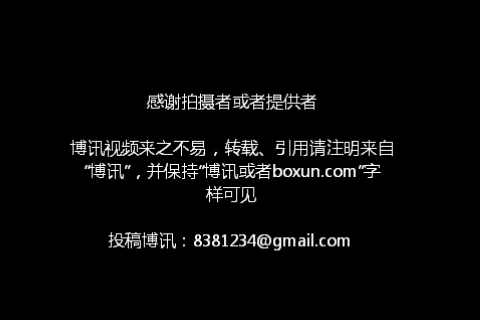 感谢拍摄者或者提供者
博讯视频来之不易，转载、引用请注明来自
“博讯”，并保持“博讯或者boxun.com”字
样可见
投稿博讯：8381234@gmail.com